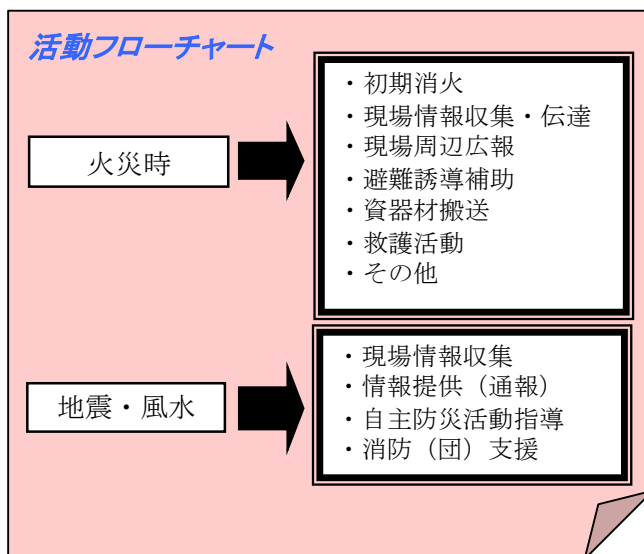 活動フローチャート
火災時
・初期消火
・現場情報収集・伝達
・現場周辺広報
・避難誘導補助
・資器材搬送
・救護活動
・その他
地震・風水
・現場情報収集
・情報提供（通報）
・自主防災活動指導
・消防（団）支援